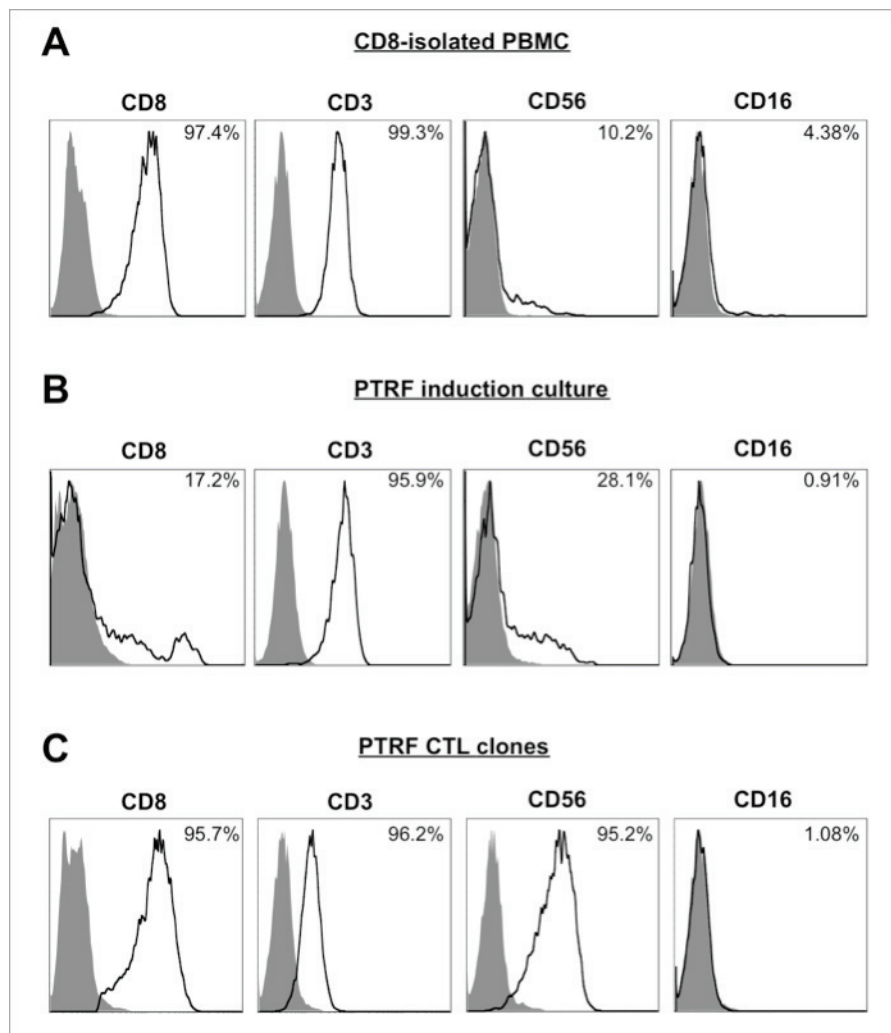 A
CD8-isolated PBMC
CD8 CD3 CD56 CD16
97.4% 99.3% 10.2% 4.38%
B
PTRF induction culture
CD8 CD3 CD56 CD16
17.2% 95.9% 28.1% 0.91%
C
PTRF CTL clones
CD8 CD3 CD56 CD16
95.7% 96.2% 95.2% 1.08%